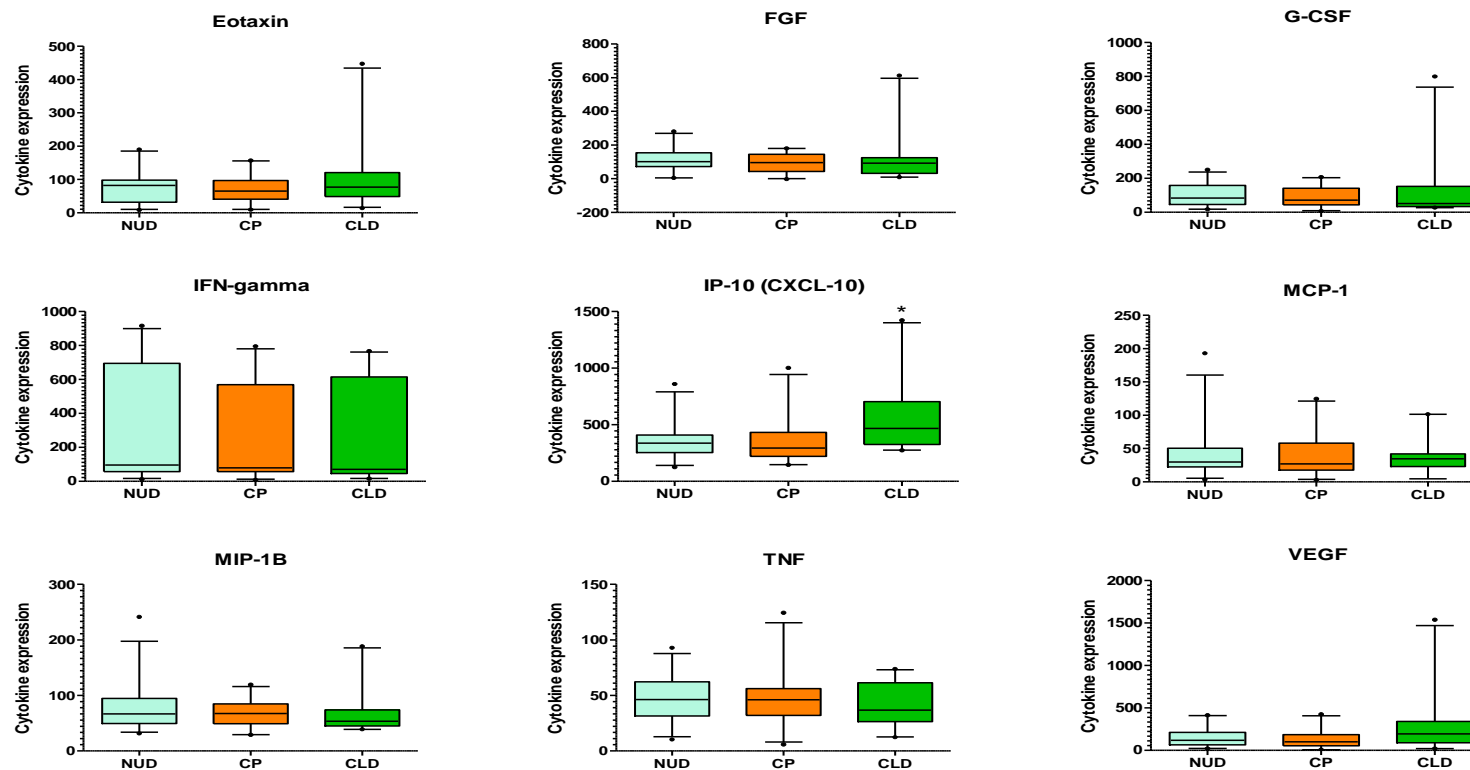 Eotaxin
Cytokine expression
500
400
300
200
100
0
NUD CP CLD
FGF
Cytokine expression
800
600
400
200
0
-200
NUD CP CLD
G-CSF
Cytokine expression
1000
800
600
400
200
0
NUD CP CLD
IFN-gamma
Cytokine expression
1000
800
600
400
200
0
NUD CP CLD
IP-10 (CXCL-10)
Cytokine expression
1500
1000
500
0
*
NUD CP CLD
MCP-1
Cytokine expression
250
200
150
100
50
0
NUD CP CLD
MIP-1B
Cytokine expression
300
200
100
0
NUD CP CLD
TNF
Cytokine expression
150
100
50
0
NUD CP CLD
VEGF
Cytokine expression
2000
1500
1000
500
0
NUD CP CLD